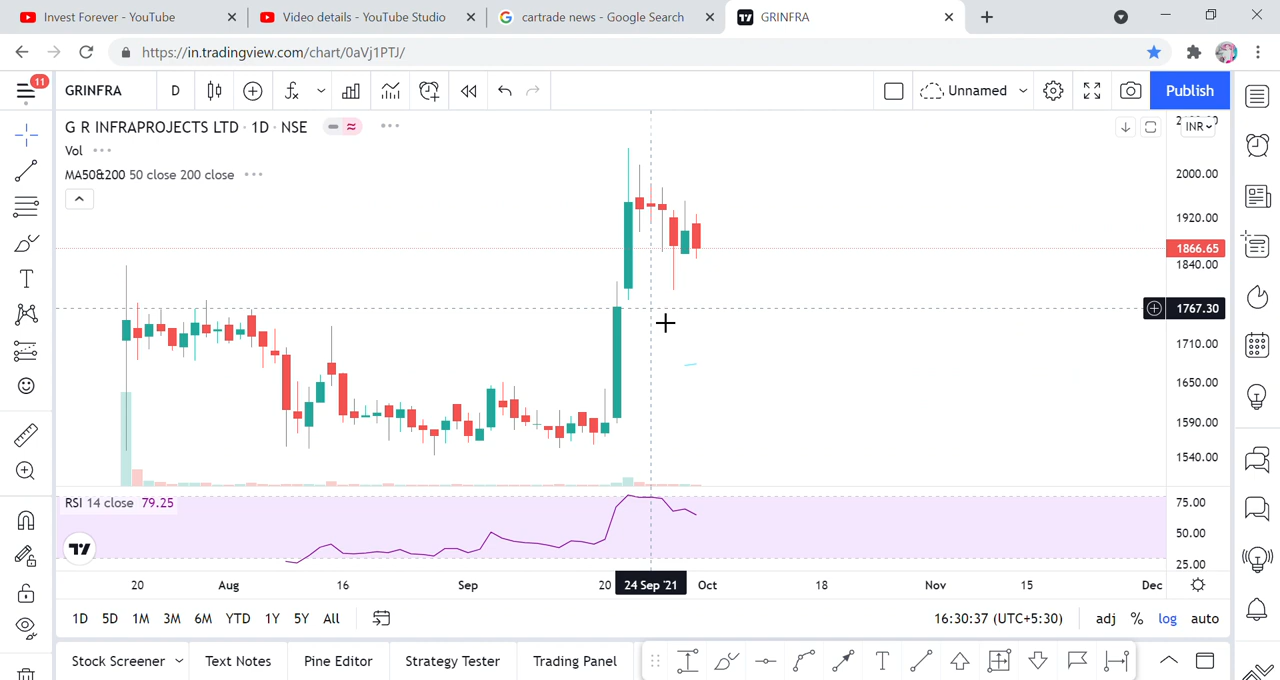 Invest Forever - YouTube
Video details - YouTube Studio
cartrade news - Google Search
GRINFRA
https://in.tradingview.com/chart/0aVj1PTJ/
11
GRINFRA
D
Unnamed
Publish
G R INFRAPROJECTS LTD · 1D · NSE
INR
Vol
MA50&200 50 close 200 close
2000.00
1920.00
1866.65
1840.00
1767.30
1710.00
1650.00
1590.00
1540.00
RSI 14 close 79.25
75.00
50.00
25.00
20 Aug 16 Sep 20 24 Sep '21 Oct 18 Nov 15 Dec
1D 5D 1M 3M 6M YTD 1Y 5Y All
16:30:37 (UTC+5:30)
adj % log auto
Stock Screener
Text Notes
Pine Editor
Strategy Tester
Trading Panel